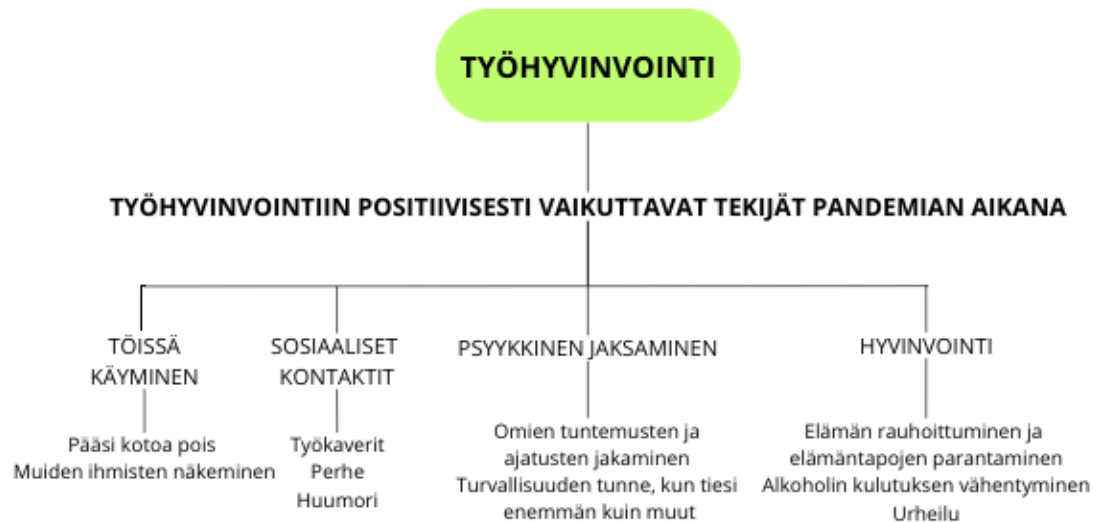 TYÖHYVINVOINTI
TYÖHYVINVOINTIIN POSITIIVISESTI VAIKUTTAVAT TEKIJÄT PANDEMIAN AIKANA
TÖISSÄ
KÄYMINEN
Pääsi kotoa pois
Muiden ihmisten näkeminen
SOSIAALISET
KONTAKTIT
Työkaverit
Perhe
Huumori
PSYYKKINEN JAKSAMINEN
Omien tuntemusten ja
ajatusten jakaminen
Turvallisuuden tunne, kun tiesi
enemmän kuin muut
HYVINVOINTI
Elämän rauhoittuminen ja
elämäntapojen parantaminen
Alkoholin kulutuksen vähentyminen
Urheilu